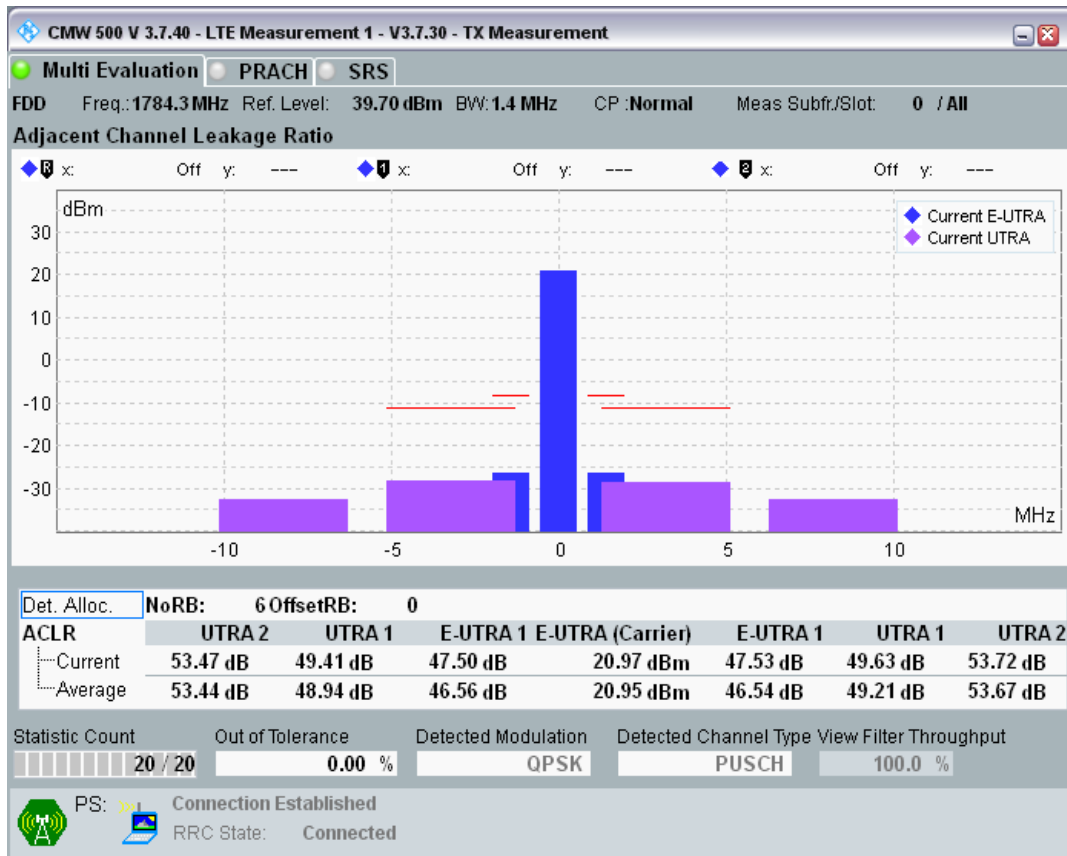 CMW 500 V 3.7.40 - LTE Measurement 1 - V3.7.30 - TX Measurement
Multi Evaluation PRACH SRS
FDD Freq.: 1784.3 MHz Ref. Level: 39.70 dBm BW: 1.4 MHz CP :Normal Meas Subfr./Slot: 0 / All
Adjacent Channel Leakage Ratio
R x: Off y: --- 1 x: Off y: --- 2 x: Off y: ---
dBm
Current E-UTRA
Current UTRA
30
20
10
0
-10
-20
-30
MHz
-10 -5 0 5 10
Det. Alloc. NoRB: 6 OffsetRB: 0
ACLR UTRA 2 UTRA 1 E-UTRA 1 E-UTRA (Carrier) E-UTRA 1 UTRA 1 UTRA 2
Current 53.47 dB 49.41 dB 47.50 dB 20.97 dBm 47.53 dB 49.63 dB 53.72 dB
Average 53.44 dB 48.94 dB 46.56 dB 20.95 dBm 46.54 dB 49.21 dB 53.67 dB
Statistic Count Out of Tolerance Detected Modulation Detected Channel Type View Filter Throughput
20 / 20 0.00 % QPSK PUSCH 100.0 %
PS: Connection Established
RRC State: Connected